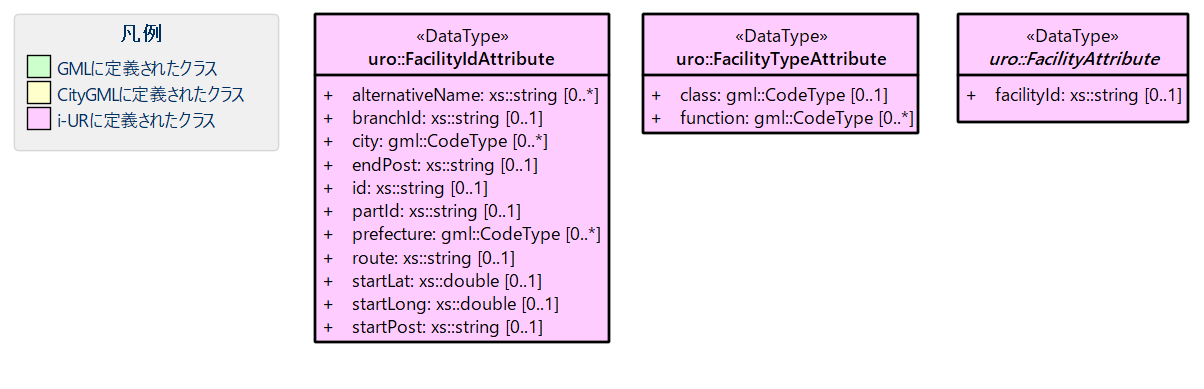 凡例
GMLに定義されたクラス
CityGMLに定義されたクラス
i-URに定義されたクラス
«DataType»
uro::FacilityIdAttribute
+ alternativeName: xs::string [0..*]
+ branchId: xs::string [0..1]
+ city: gml::CodeType [0..*]
+ endPost: xs::string [0..1]
+ id: xs::string [0..1]
+ partId: xs::string [0..1]
+ prefecture: gml::CodeType [0..*]
+ route: xs::string [0..1]
+ startLat: xs::double [0..1]
+ startLong: xs::double [0..1]
+ startPost: xs::string [0..1]
«DataType»
uro::FacilityTypeAttribute
+ class: gml::CodeType [0..1]
+ function: gml::CodeType [0..*]
«DataType»
uro::FacilityAttribute
+ facilityId: xs::string [0..1]